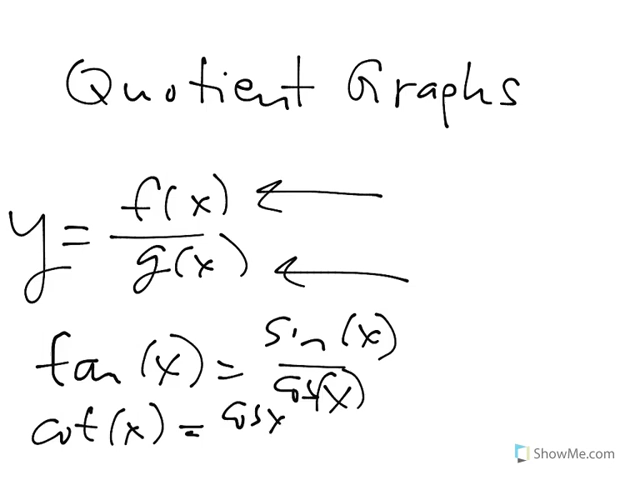 Quotient Graphs
y = f(x) / g(x)
tan(x) = sin(x) / cos(x)
cot(x) = cosx
ShowMe.com